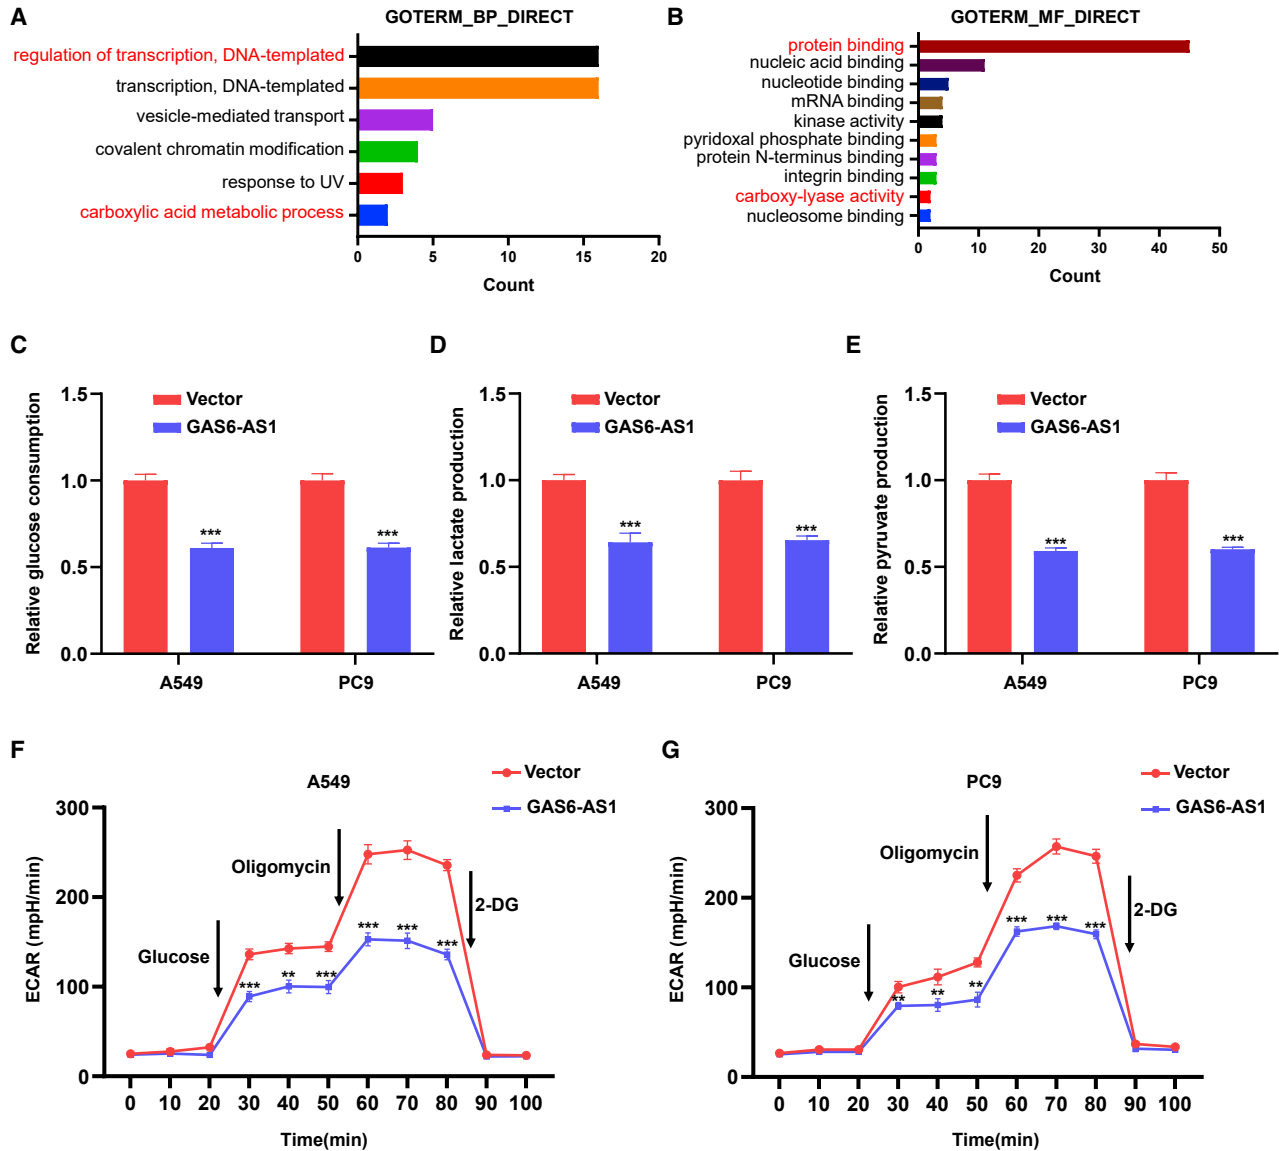 A
GOTERM_BP_DIRECT
regulation of transcription, DNA-templated
transcription, DNA-templated
vesicle-mediated transport
covalent chromatin modification
response to UV
carboxylic acid metabolic process
0 5 10 15 20
Count
B
GOTERM_MF_DIRECT
protein binding
nucleic acid binding
nucleotide binding
mRNA binding
kinase activity
pyridoxal phosphate binding
protein N-terminus binding
integrin binding
carboxy-lyase activity
nucleosome binding
0 10 20 30 40 50
Count
C
Relative glucose consumption
1.5
1.0
0.5
0.0
Vector
GAS6-AS1
*** ***
A549 PC9
D
Relative lactate production
1.5
1.0
0.5
0.0
Vector
GAS6-AS1
*** ***
A549 PC9
E
Relative pyruvate production
1.5
1.0
0.5
0.0
Vector
GAS6-AS1
*** ***
A549 PC9
F
A549
Vector
GAS6-AS1
ECAR (mpH/min)
300
200
100
0
Glucose
Oligomycin
2-DG
*** ** *** *** *** ***
0 10 20 30 40 50 60 70 80 90 100
Time(min)
G
PC9
Vector
GAS6-AS1
ECAR (mpH/min)
300
200
100
0
Glucose
Oligomycin
2-DG
** ** ** *** *** ***
0 10 20 30 40 50 60 70 80 90 100
Time(min)